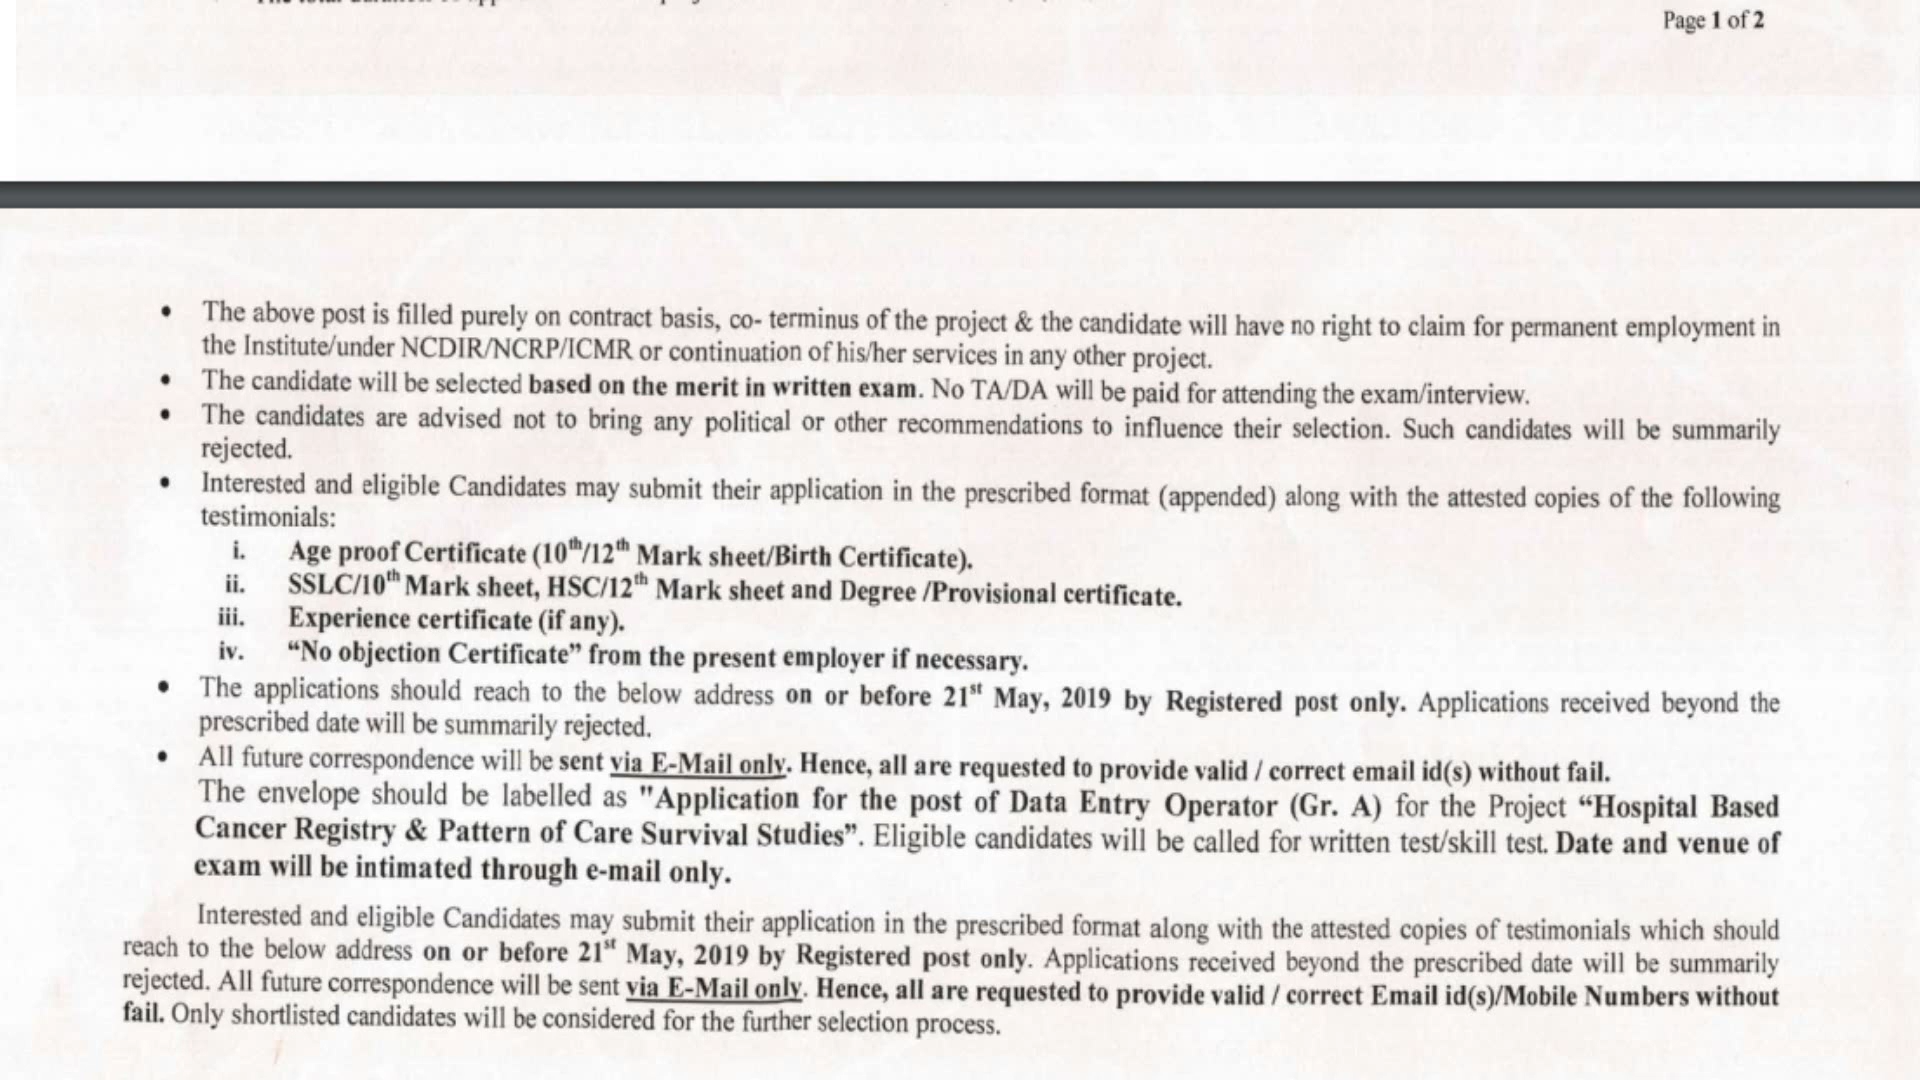 Page 1 of 2
• The above post is filled purely on contract basis, co- terminus of the project & the candidate will have no right to claim for permanent employment in
the Institute/under NCDIR/NCRP/ICMR or continuation of his/her services in any other project.
• The candidate will be selected based on the merit in written exam. No TA/DA will be paid for attending the exam/interview.
• The candidates are advised not to bring any political or other recommendations to influence their selection. Such candidates will be summarily
rejected.
• Interested and eligible Candidates may submit their application in the prescribed format (appended) along with the attested copies of the following
testimonials:
i. Age proof Certificate (10th/12th Mark sheet/Birth Certificate).
ii. SSLC/10th Mark sheet, HSC/12th Mark sheet and Degree /Provisional certificate.
iii. Experience certificate (if any).
iv. “No objection Certificate” from the present employer if necessary.
• The applications should reach to the below address on or before 21st May, 2019 by Registered post only. Applications received beyond the
prescribed date will be summarily rejected.
• All future correspondence will be sent via E-Mail only. Hence, all are requested to provide valid / correct email id(s) without fail.
The envelope should be labelled as "Application for the post of Data Entry Operator (Gr. A) for the Project “Hospital Based
Cancer Registry & Pattern of Care Survival Studies”. Eligible candidates will be called for written test/skill test. Date and venue of
exam will be intimated through e-mail only.
Interested and eligible Candidates may submit their application in the prescribed format along with the attested copies of testimonials which should
reach to the below address on or before 21st May, 2019 by Registered post only. Applications received beyond the prescribed date will be summarily
rejected. All future correspondence will be sent via E-Mail only. Hence, all are requested to provide valid / correct Email id(s)/Mobile Numbers without
fail. Only shortlisted candidates will be considered for the further selection process.